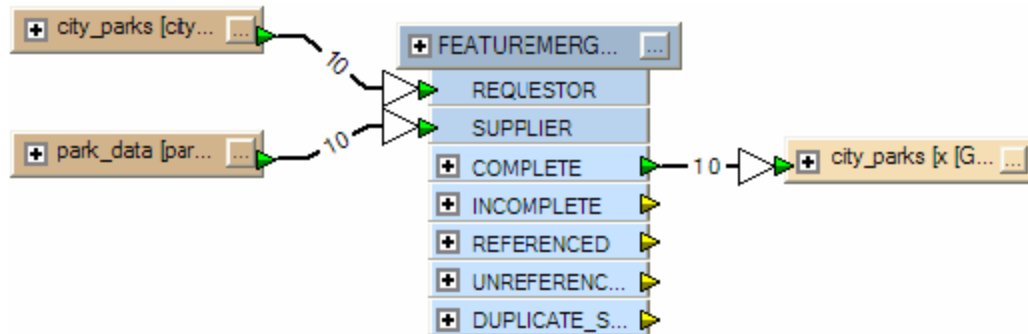 city_parks [city... ...
FEATUREMERG... ...
10
REQUESTOR
SUPPLIER
10
park_data [par... ...
COMPLETE
10
city_parks [x [G... ...
INCOMPLETE
REFERENCED
UNREFERENC...
DUPLICATE_S...